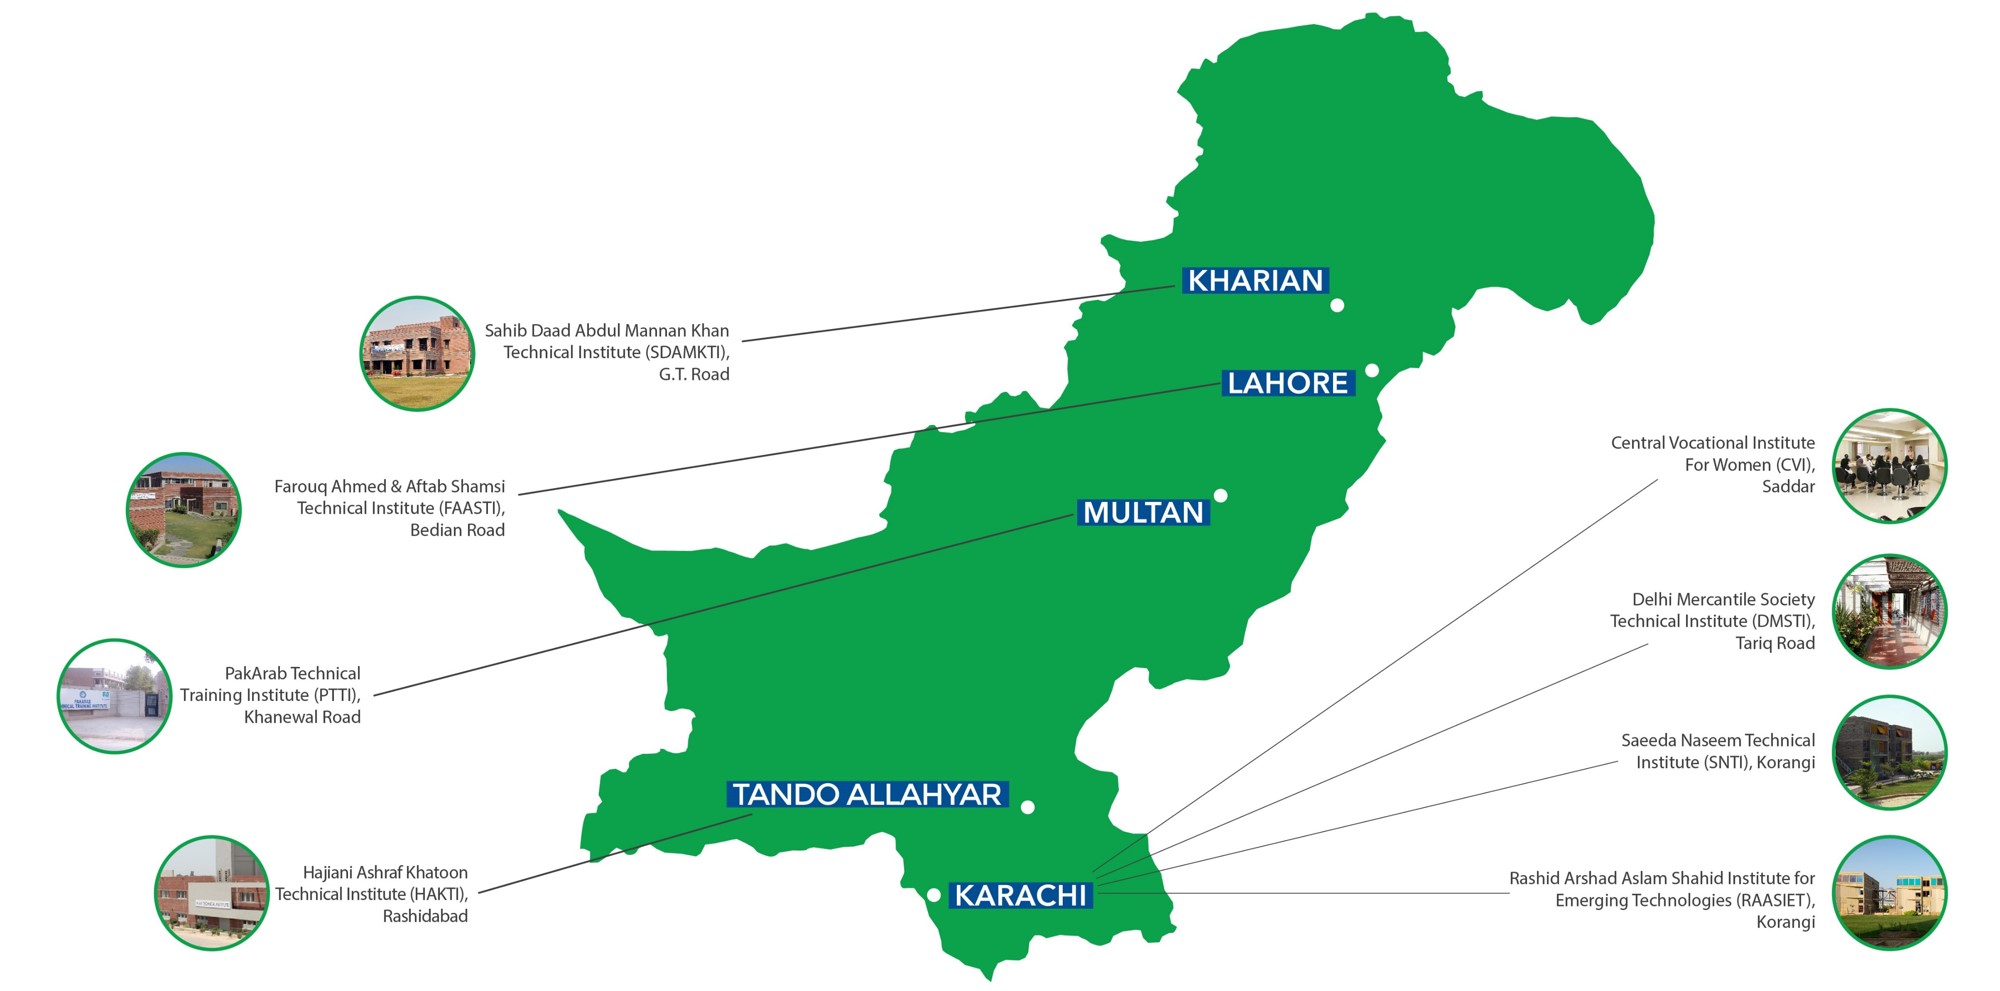 KHARIAN
Sahib Daad Abdul Mannan Khan
Technical Institute (SDAMKTI),
G.T. Road
LAHORE
Farouq Ahmed & Aftab Shamsi
Technical Institute (FAASTI),
Bedian Road
MULTAN
PakArab Technical
Training Institute (PTTI),
Khanewal Road
TANDO ALLAHYAR
Hajiani Ashraf Khatoon
Technical Institute (HAKTI),
Rashidabad
KARACHI
Central Vocational Institute
For Women (CVI),
Saddar
Delhi Mercantile Society
Technical Institute (DMSTI),
Tariq Road
Saeeda Naseem Technical
Institute (SNTI), Korangi
Rashid Arshad Aslam Shahid Institute for
Emerging Technologies (RAASIET),
Korangi